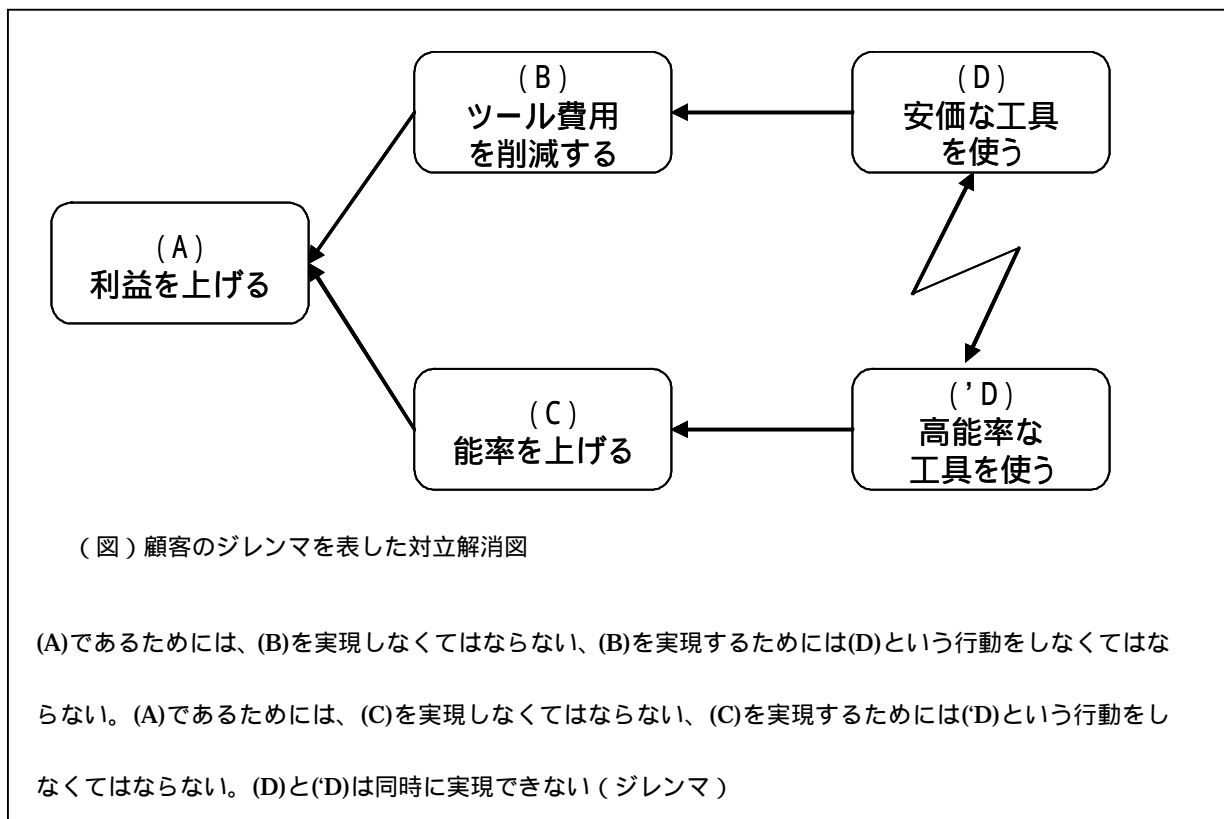 (B)
ツール費用
を削減する
(D)
安価な工具
を使う
(A)
利益を上げる
(C)
能率を上げる
(’D)
高能率な
工具を使う
(図)顧客のジレンマを表した対立解消図
(A)であるためには、(B)を実現しなくてはならない、(B)を実現するためには(D)という行動をしなくてはな
らない。(A)であるためには、(C)を実現しなくてはならない、(C)を実現するためには(‘D)という行動をし
なくてはならない。(D)と(‘D)は同時に実現できない(ジレンマ)